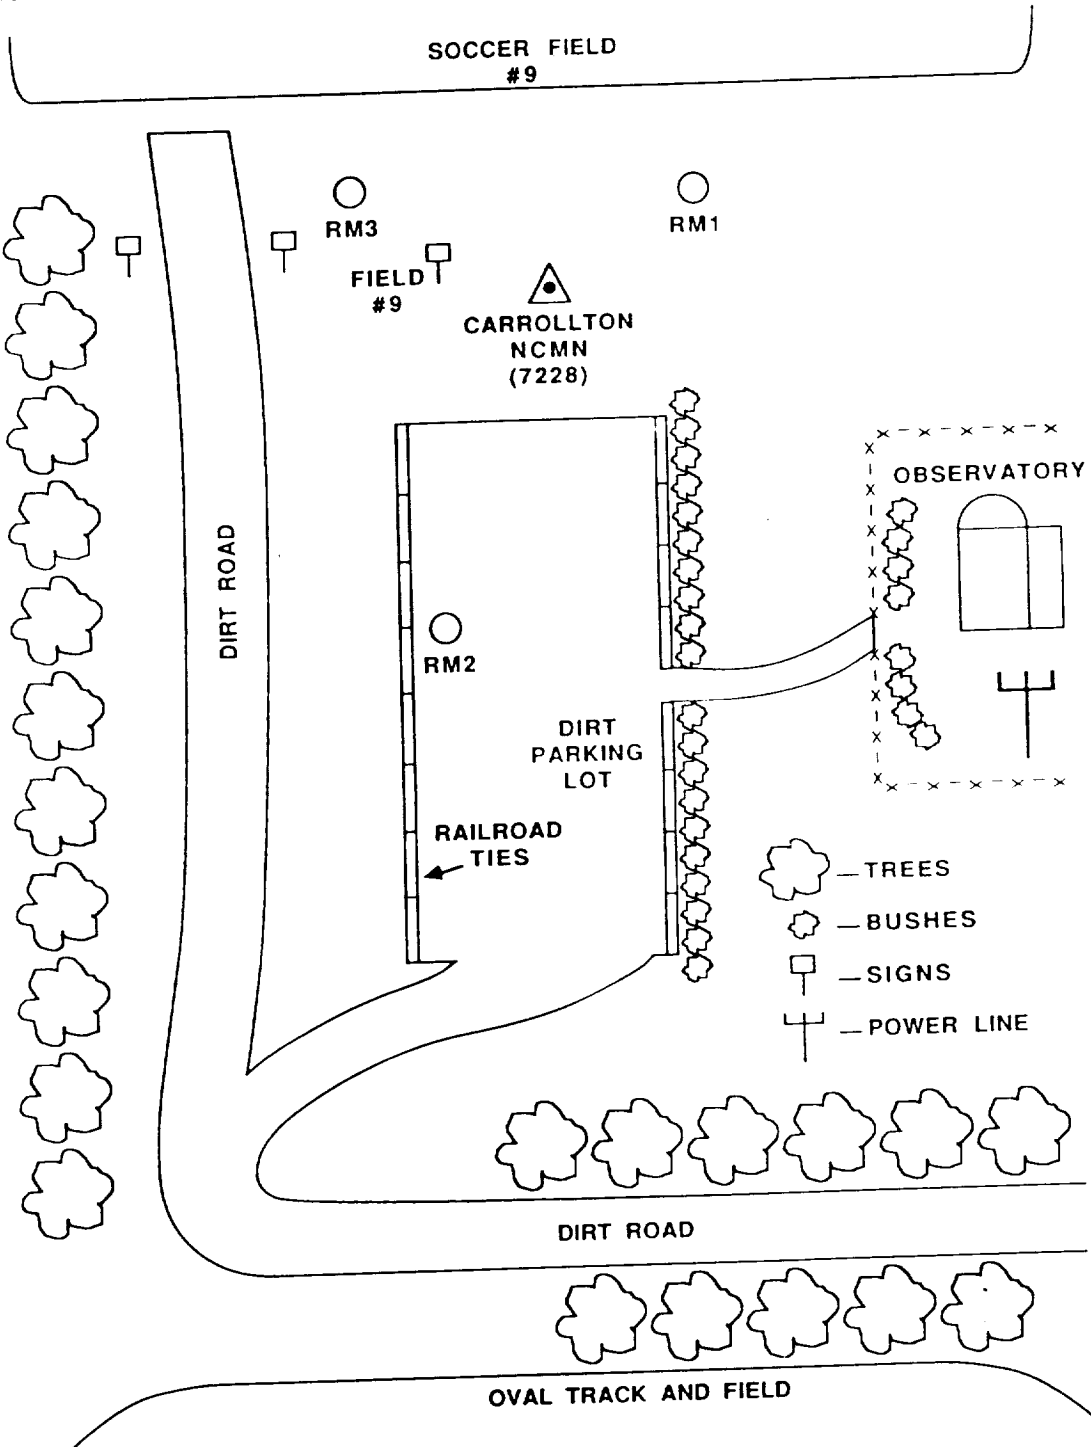 SOCCER FIELD
#9
RM3
RM1
FIELD
#9
CARROLLTON
NCMN
(7228)
OBSERVATORY
DIRT ROAD
RM2
DIRT
PARKING
LOT
RAILROAD
TIES
— TREES
— BUSHES
— SIGNS
— POWER LINE
DIRT ROAD
OVAL TRACK AND FIELD